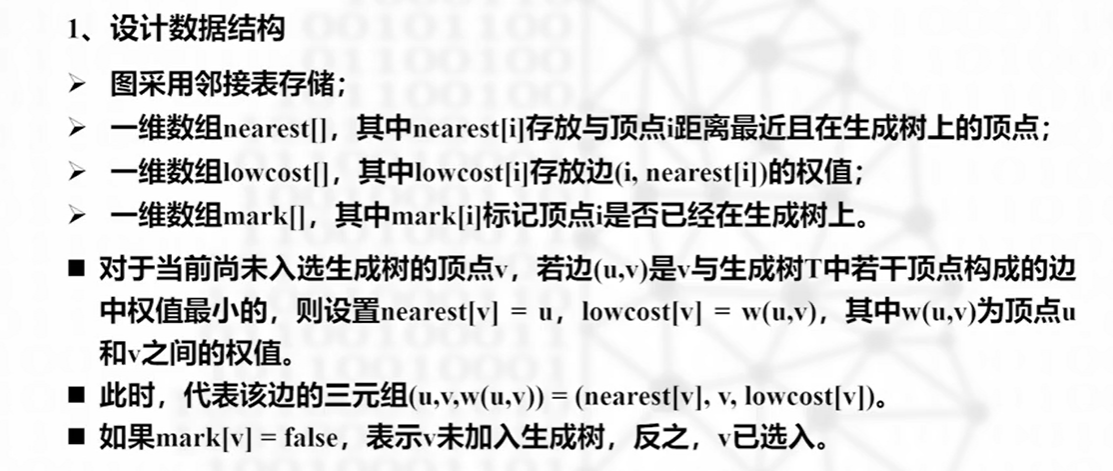 1、设计数据结构
➢ 图采用邻接表存储；
➢ 一维数组nearest[]，其中nearest[i]存放与顶点i距离最近且在生成树上的顶点；
➢ 一维数组lowcost[]，其中lowcost[i]存放边(i, nearest[i])的权值；
➢ 一维数组mark[]，其中mark[i]标记顶点i是否已经在生成树上。
■ 对于当前尚未入选生成树的顶点v，若边(u,v)是v与生成树T中若干顶点构成的边
中权值最小的，则设置nearest[v] = u，lowcost[v] = w(u,v)，其中w(u,v)为顶点u
和v之间的权值。
■ 此时，代表该边的三元组(u,v,w(u,v)) = (nearest[v], v, lowcost[v])。
■ 如果mark[v] = false，表示v未加入生成树，反之，v已选入。